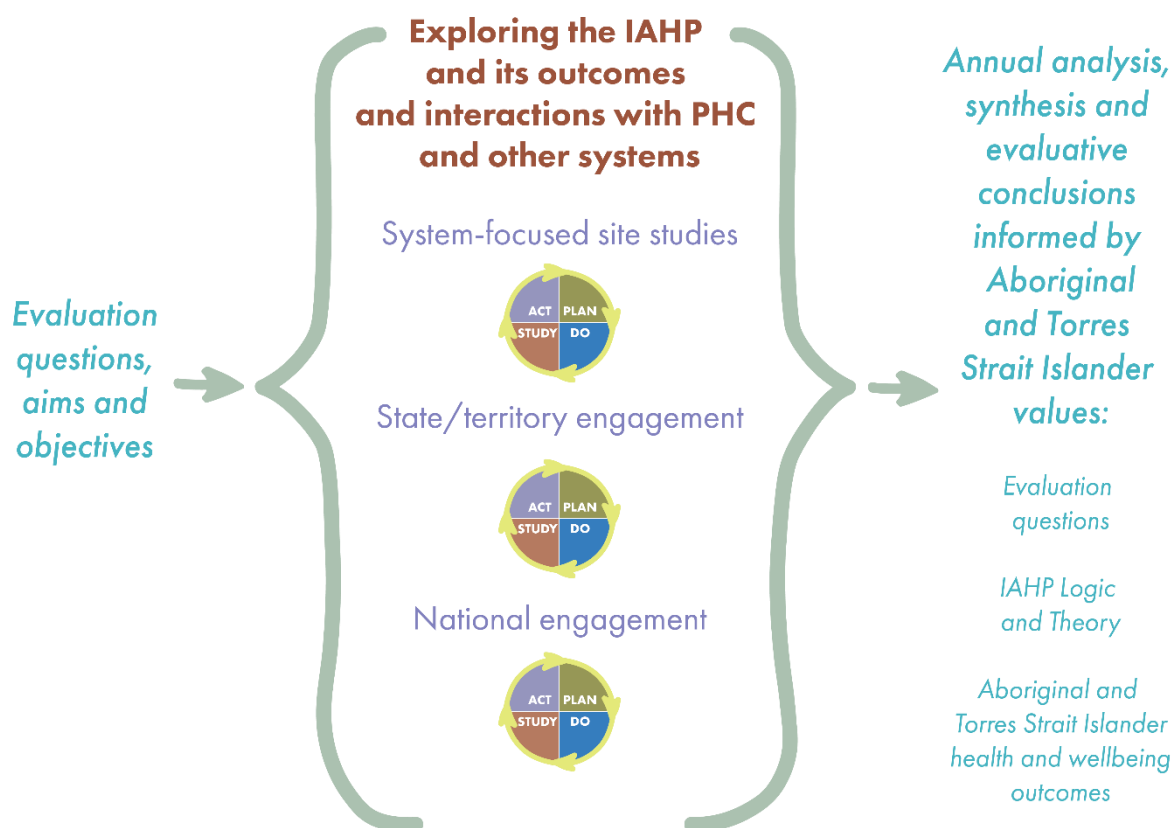 Evaluation
questions,
aims and
objectives
Exploring the IAHP
and its outcomes
and interactions with PHC
and other systems
System-focused site studies
ACT PLAN
STUDY DO
State/territory engagement
ACT PLAN
STUDY DO
National engagement
ACT PLAN
STUDY DO
Annual analysis,
synthesis and
evaluative
conclusions
informed by
Aboriginal
and Torres
Strait Islander
values:
Evaluation
questions
IAHP Logic
and Theory
Aboriginal and
Torres Strait Islander
health and wellbeing
outcomes